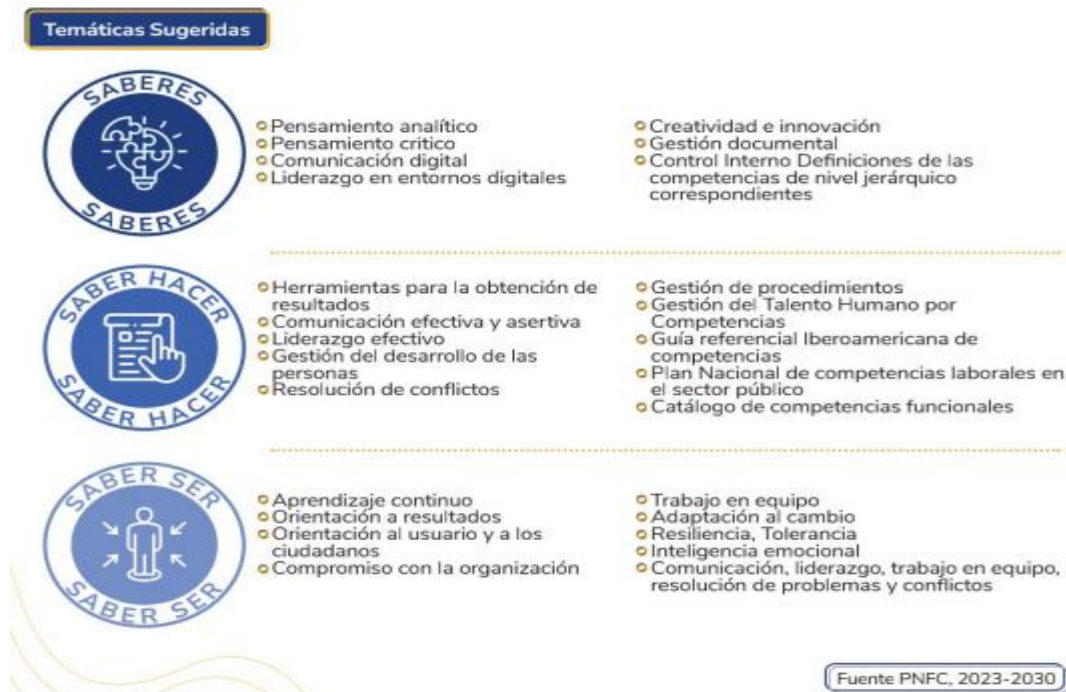 Temáticas Sugeridas
SABERES
SABERES
Pensamiento analítico
Pensamiento critico
Comunicación digital
Liderazgo en entornos digitales
Creatividad e innovación
Gestión documental
Control Interno Definiciones de las
competencias de nivel jerárquico
correspondientes
SABER HACER
SABER HACER
Herramientas para la obtención de
resultados
Comunicación efectiva y asertiva
Liderazgo efectivo
Gestión del desarrollo de las
personas
Resolución de conflictos
Gestión de procedimientos
Gestión del Talento Humano por
Competencias
Guía referencial Iberoamericana de
competencias
Plan Nacional de competencias laborales en
el sector público
Catálogo de competencias funcionales
SABER SER
SABER SER
Aprendizaje continuo
Orientación a resultados
Orientación al usuario y a los
ciudadanos
Compromiso con la organización
Trabajo en equipo
Adaptación al cambio
Resiliencia, Tolerancia
Inteligencia emocional
Comunicación, liderazgo, trabajo en equipo,
resolución de problemas y conflictos
Fuente PNFC, 2023-2030